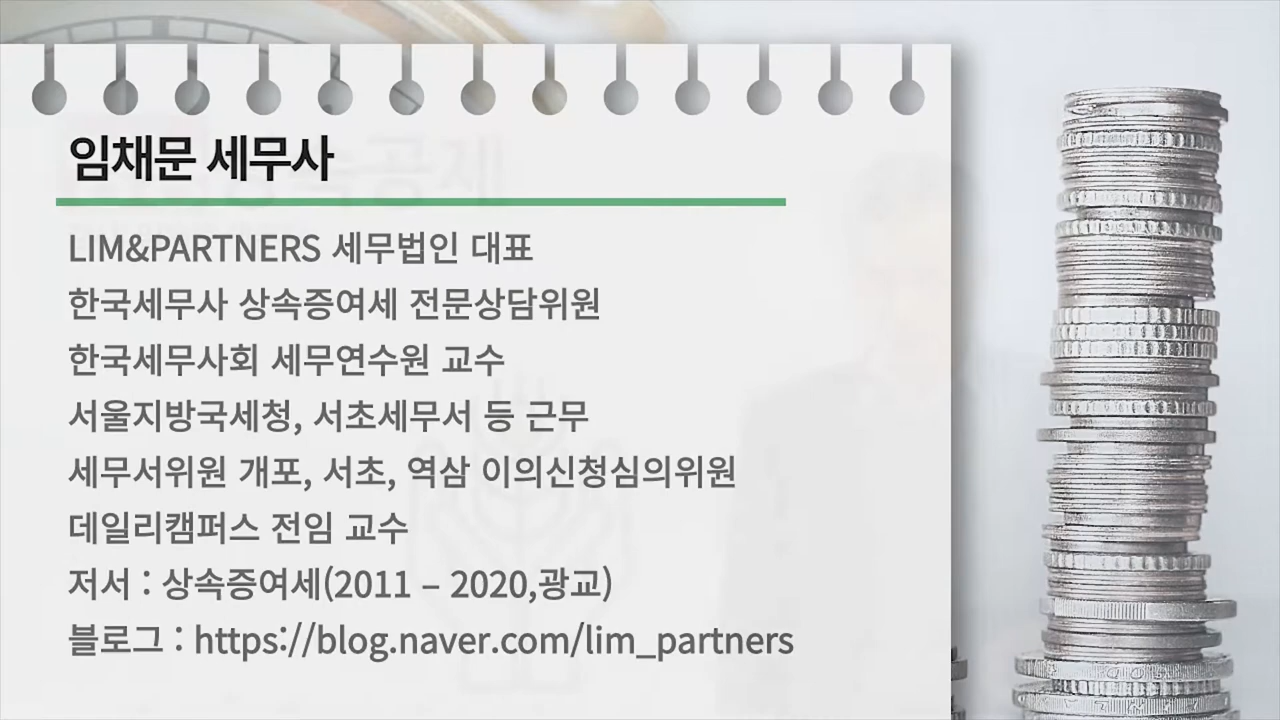 임채문 세무사
LIM&PARTNERS 세무법인 대표
한국세무사 상속증여세 전문상담위원
한국세무사회 세무연수원 교수
서울지방국세청, 서초세무서 등 근무
세무서위원 개포, 서초, 역삼 이의신청심의위원
데일리캠퍼스 전임 교수
저서 : 상속증여세(2011 – 2020,광교)
블로그 : https://blog.naver.com/lim_partners